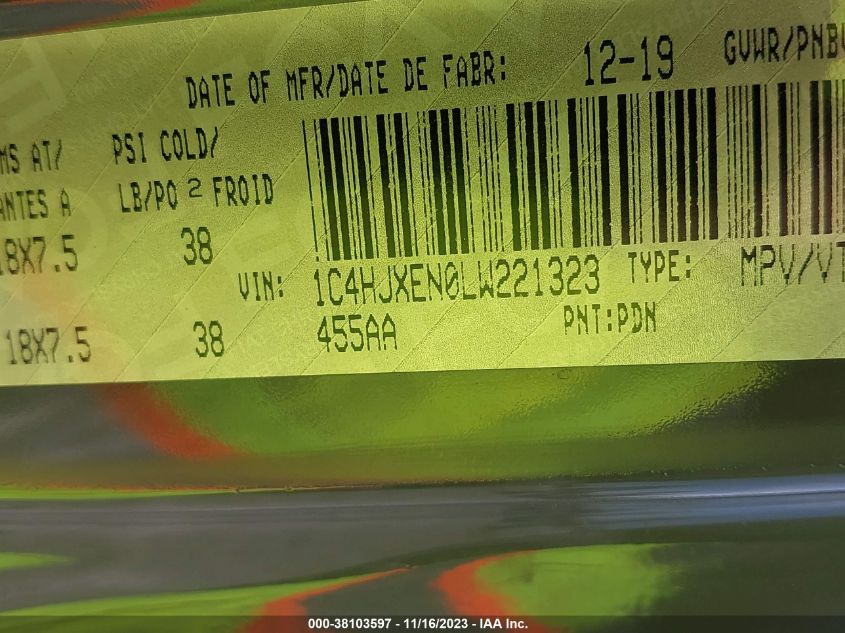 DATE OF MFR/DATE DE FABR: 12-19 GVWR/PNBV
MS AT/ PSI COLD/
ANTES A LB/PO 2 FROID
18X7.5 38
VIN: 1C4HJXEN0LW221323 TYPE: MPV/VT
18X7.5 38 455AA PNT:PDN
000-38103597 - 11/16/2023 - IAA Inc.